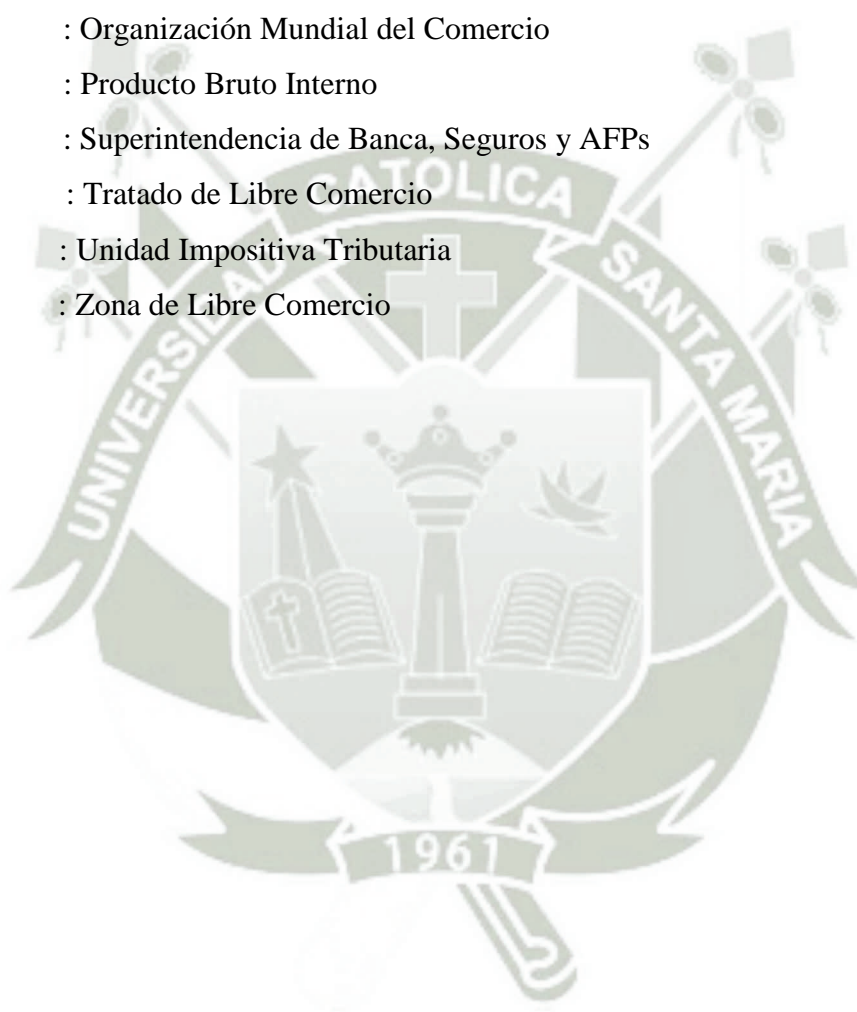 : Organización Mundial del Comercio
: Producto Bruto Interno
: Superintendencia de Banca, Seguros y AFPs
: Tratado de Libre Comercio
: Unidad Impositiva Tributaria
: Zona de Libre Comercio
UNIVERSIDAD CATOLICA SANTA MARIA
1961